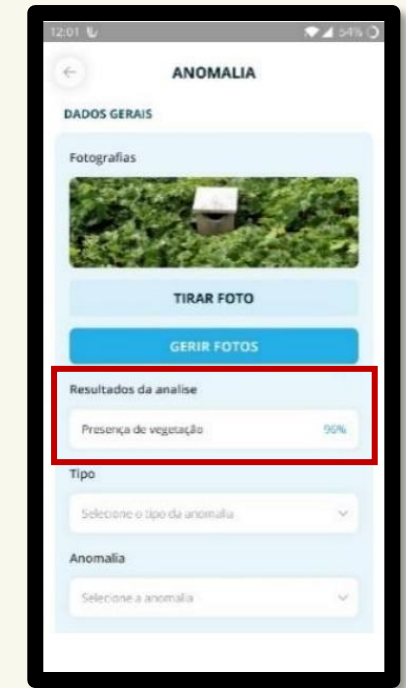 12:01 54%
ANOMALIA
DADOS GERAIS
Fotografias
TIRAR FOTO
GERIR FOTOS
Resultados da analise
Presença de vegetação 96%
Tipo
Selecione o tipo da anomalia
Anomalia
Selecione a anomalia